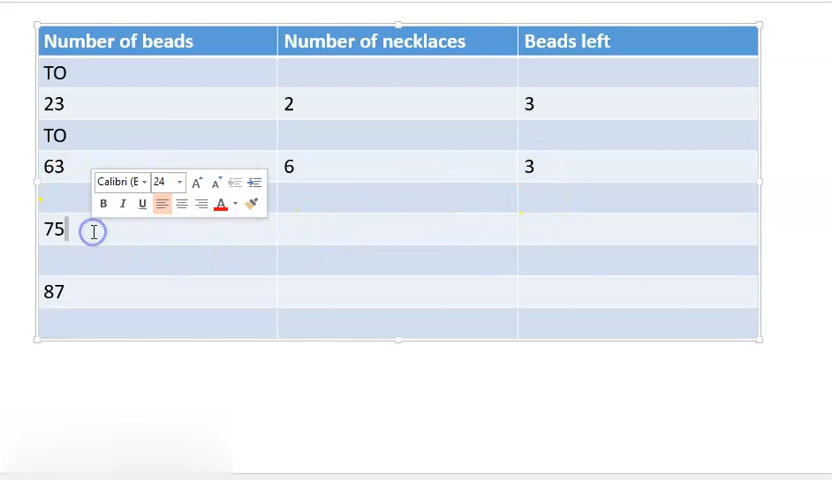 Number of beads Number of necklaces Beads left
TO
23 2 3
TO
63 6 3
Calibri (E 24 A A
B I U A
75
87